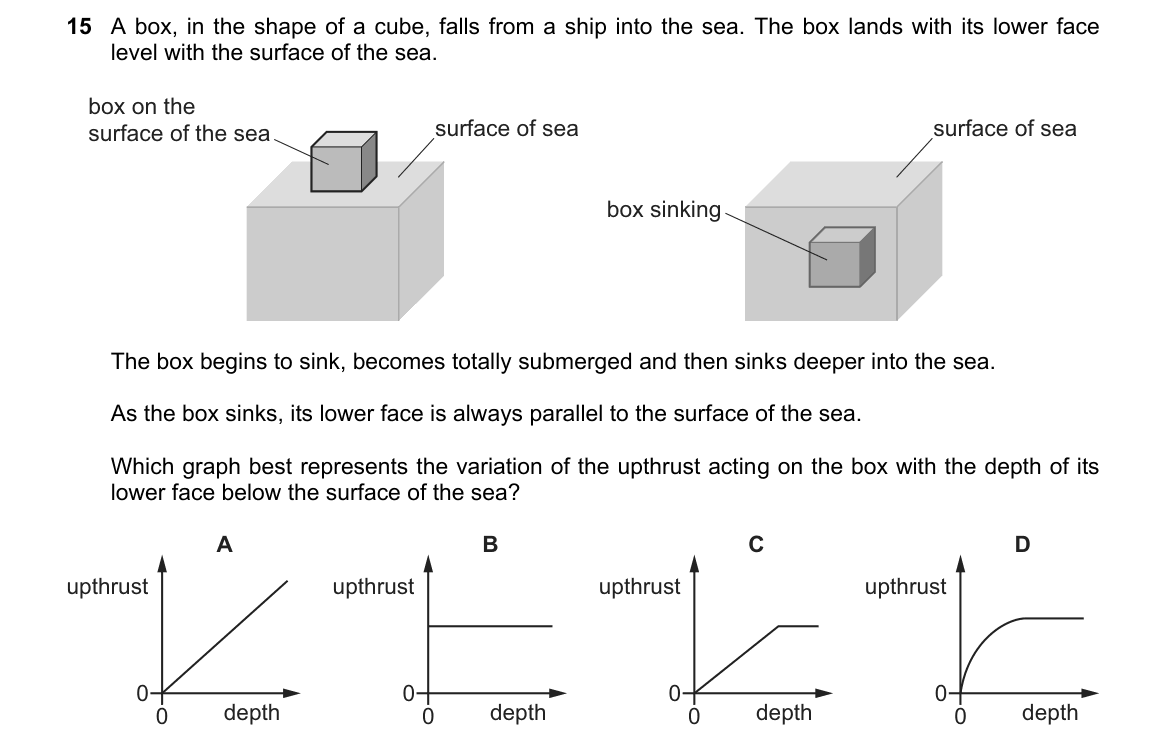 15 A box, in the shape of a cube, falls from a ship into the sea. The box lands with its lower face
level with the surface of the sea.
box on the
surface of the sea
surface of sea
surface of sea
box sinking
The box begins to sink, becomes totally submerged and then sinks deeper into the sea.
As the box sinks, its lower face is always parallel to the surface of the sea.
Which graph best represents the variation of the upthrust acting on the box with the depth of its
lower face below the surface of the sea?
A
upthrust
0
0
depth
B
upthrust
0
0
depth
C
upthrust
0
0
depth
D
upthrust
0
0
depth